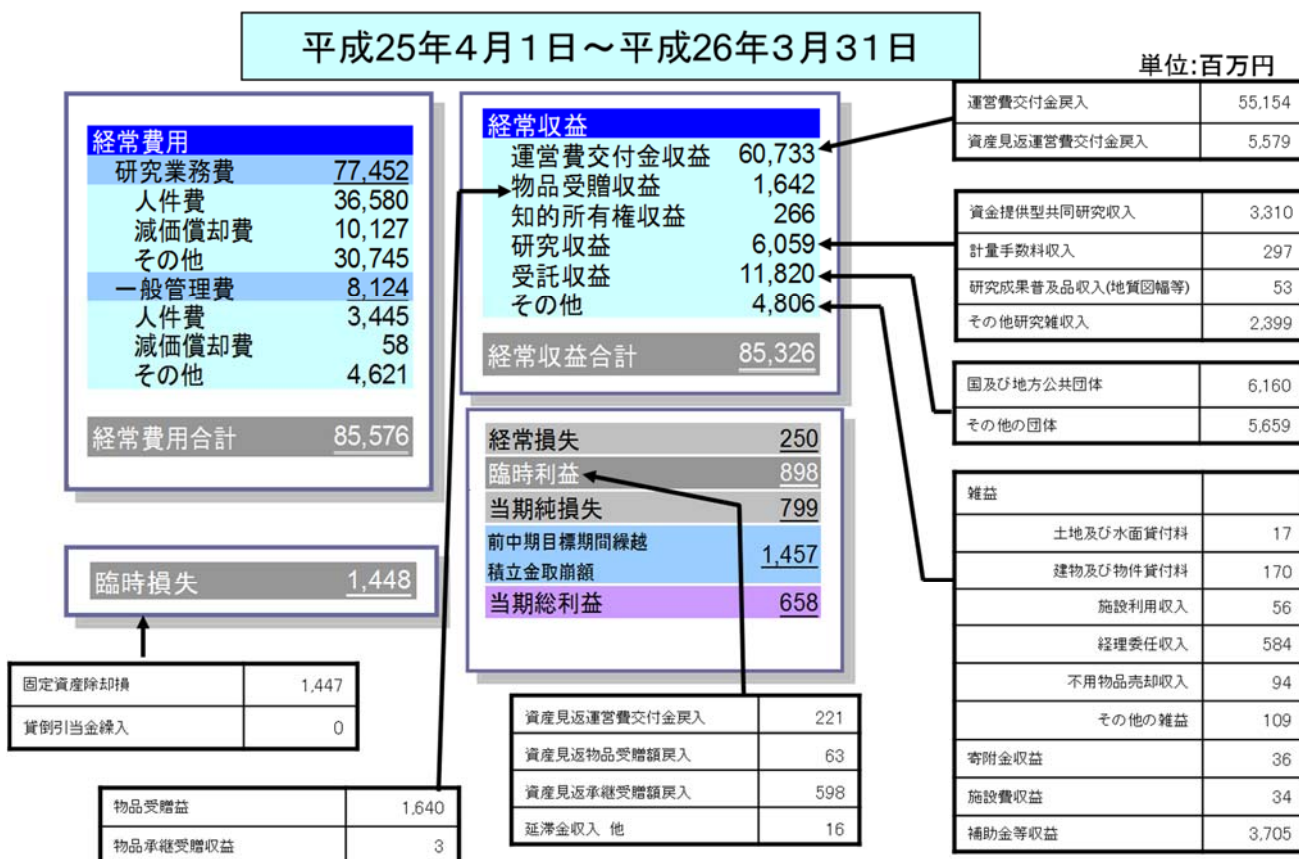 平成25年4月1日～平成26年3月31日
単位:百万円
経常費用
研究業務費 77,452
人件費 36,580
減価償却費 10,127
その他 30,745
一般管理費 8,124
人件費 3,445
減価償却費 58
その他 4,621
経常費用合計 85,576
臨時損失 1,448
固定資産除却損 1,447
貸倒引当金繰入 0
物品受贈益 1,640
物品承継受贈収益 3
経常収益
運営費交付金収益 60,733
物品受贈収益 1,642
知的所有権収益 266
研究収益 6,059
受託収益 11,820
その他 4,806
経常収益合計 85,326
経常損失 250
臨時利益 898
当期純損失 799
前中期目標期間繰越
積立金取崩額 1,457
当期総利益 658
資産見返運営費交付金戻入 221
資産見返物品受贈額戻入 63
資産見返承継受贈額戻入 598
延滞金収入 他 16
運営費交付金戻入 55,154
資産見返運営費交付金戻入 5,579
資金提供型共同研究収入 3,310
計量手数料収入 297
研究成果普及品収入(地質図幅等) 53
その他研究雑収入 2,399
国及び地方公共団体 6,160
その他の団体 5,659
雑益
土地及び水面貸付料 17
建物及び物件貸付料 170
施設利用収入 56
経理委任収入 584
不用物品売却収入 94
その他の雑益 109
寄附金収益 36
施設費収益 34
補助金等収益 3,705